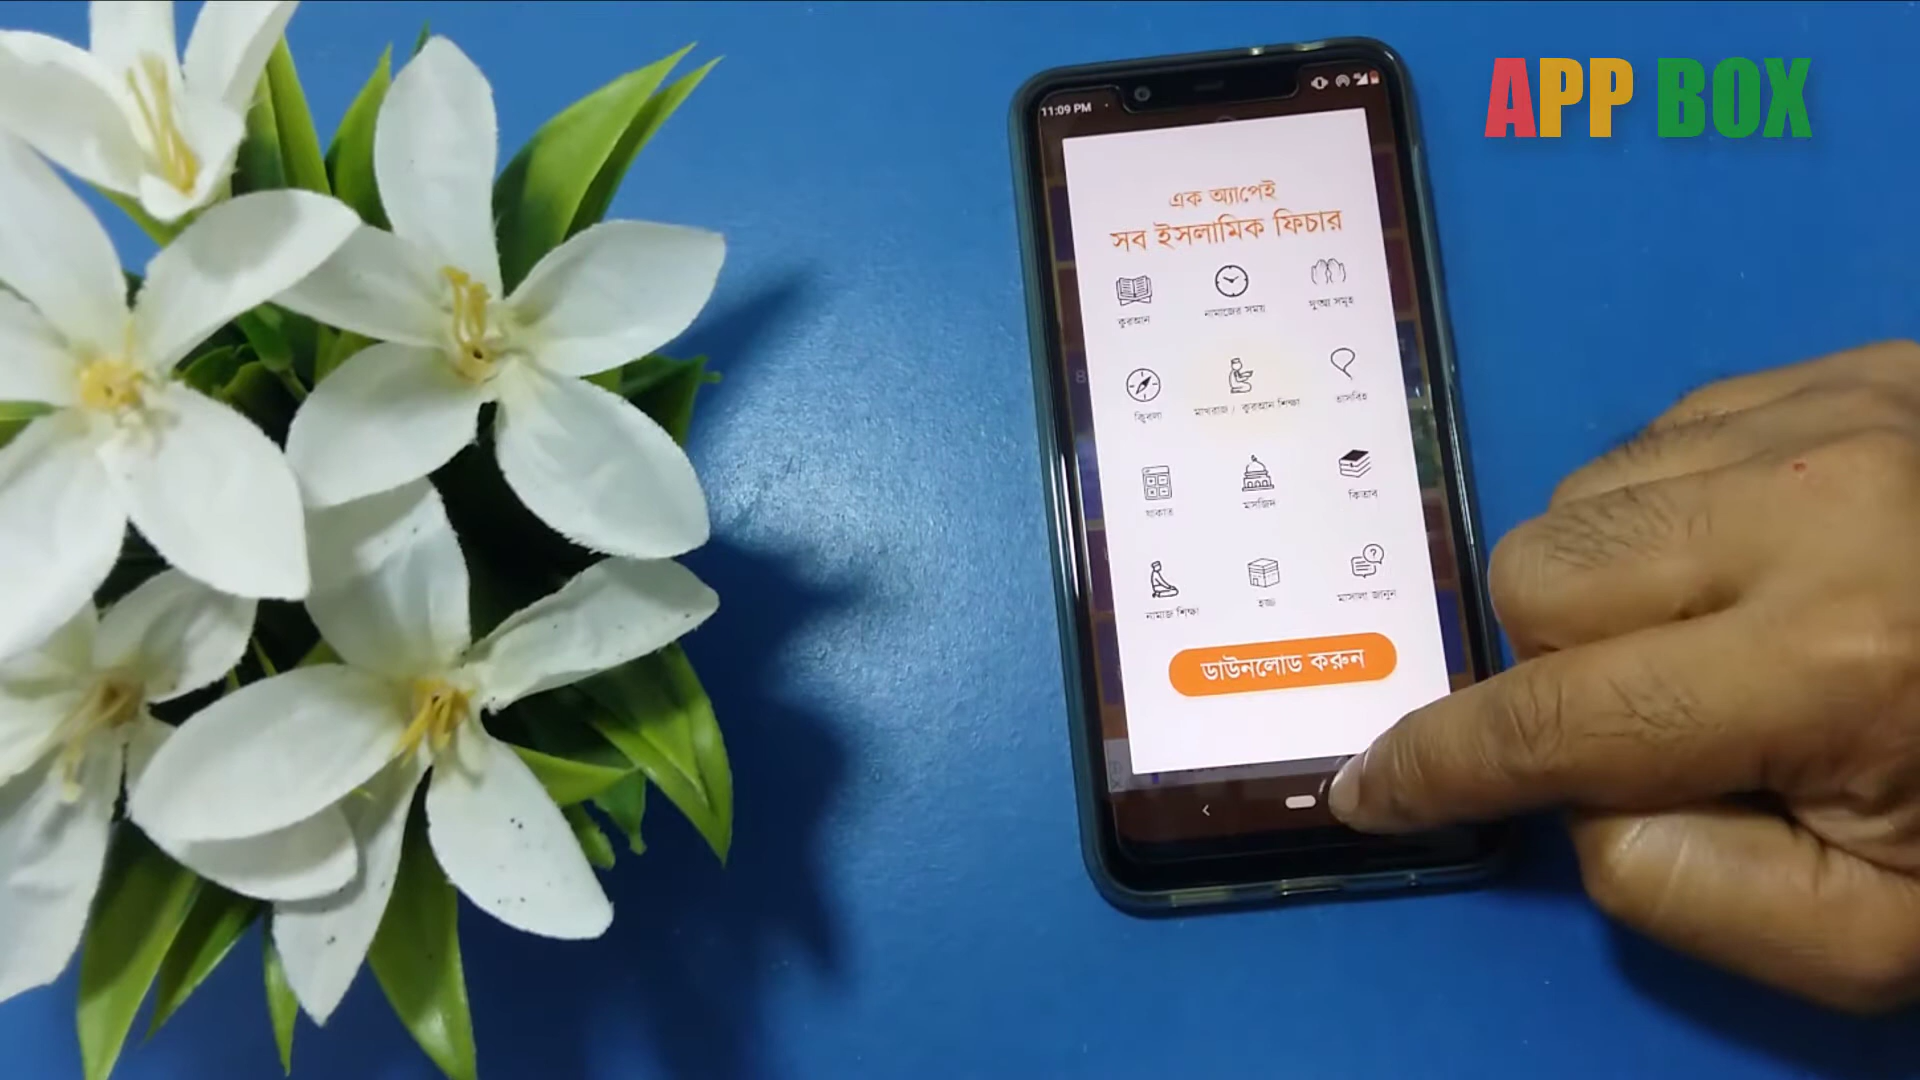 APP BOX
11:09 PM
এক অ্যাপেই
সব ইসলামিক ফিচার
কুরআন
নামাজের সময়
দু'আ সমূহ
কিবলা
মাখরাজ / কুরআন শিক্ষা
তাসবিহ
যাকাত
মসজিদ
কিতাব
নামাজ শিক্ষা
হজ্জ
মাসালা জানুন
ডাউনলোড করুন